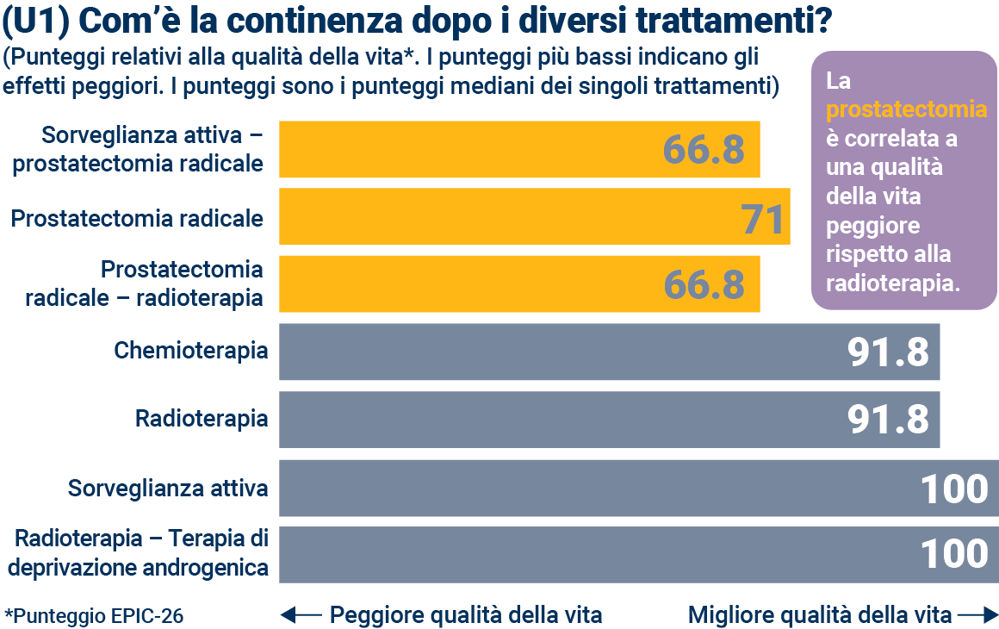 (U1) Com’è la continenza dopo i diversi trattamenti?
(Punteggi relativi alla qualità della vita*. I punteggi più bassi indicano gli
effetti peggiori. I punteggi sono i punteggi mediani dei singoli trattamenti)
La
prostatectomia
è correlata a
una qualità
della vita
peggiore
rispetto alla
radioterapia.
Sorveglianza attiva –
prostatectomia radicale
66.8
Prostatectomia radicale
71
Prostatectomia
radicale – radioterapia
66.8
Chemioterapia
91.8
Radioterapia
91.8
Sorveglianza attiva
100
Radioterapia – Terapia di
deprivazione androgenica
100
*Punteggio EPIC-26
Peggiore qualità della vita
Migliore qualità della vita